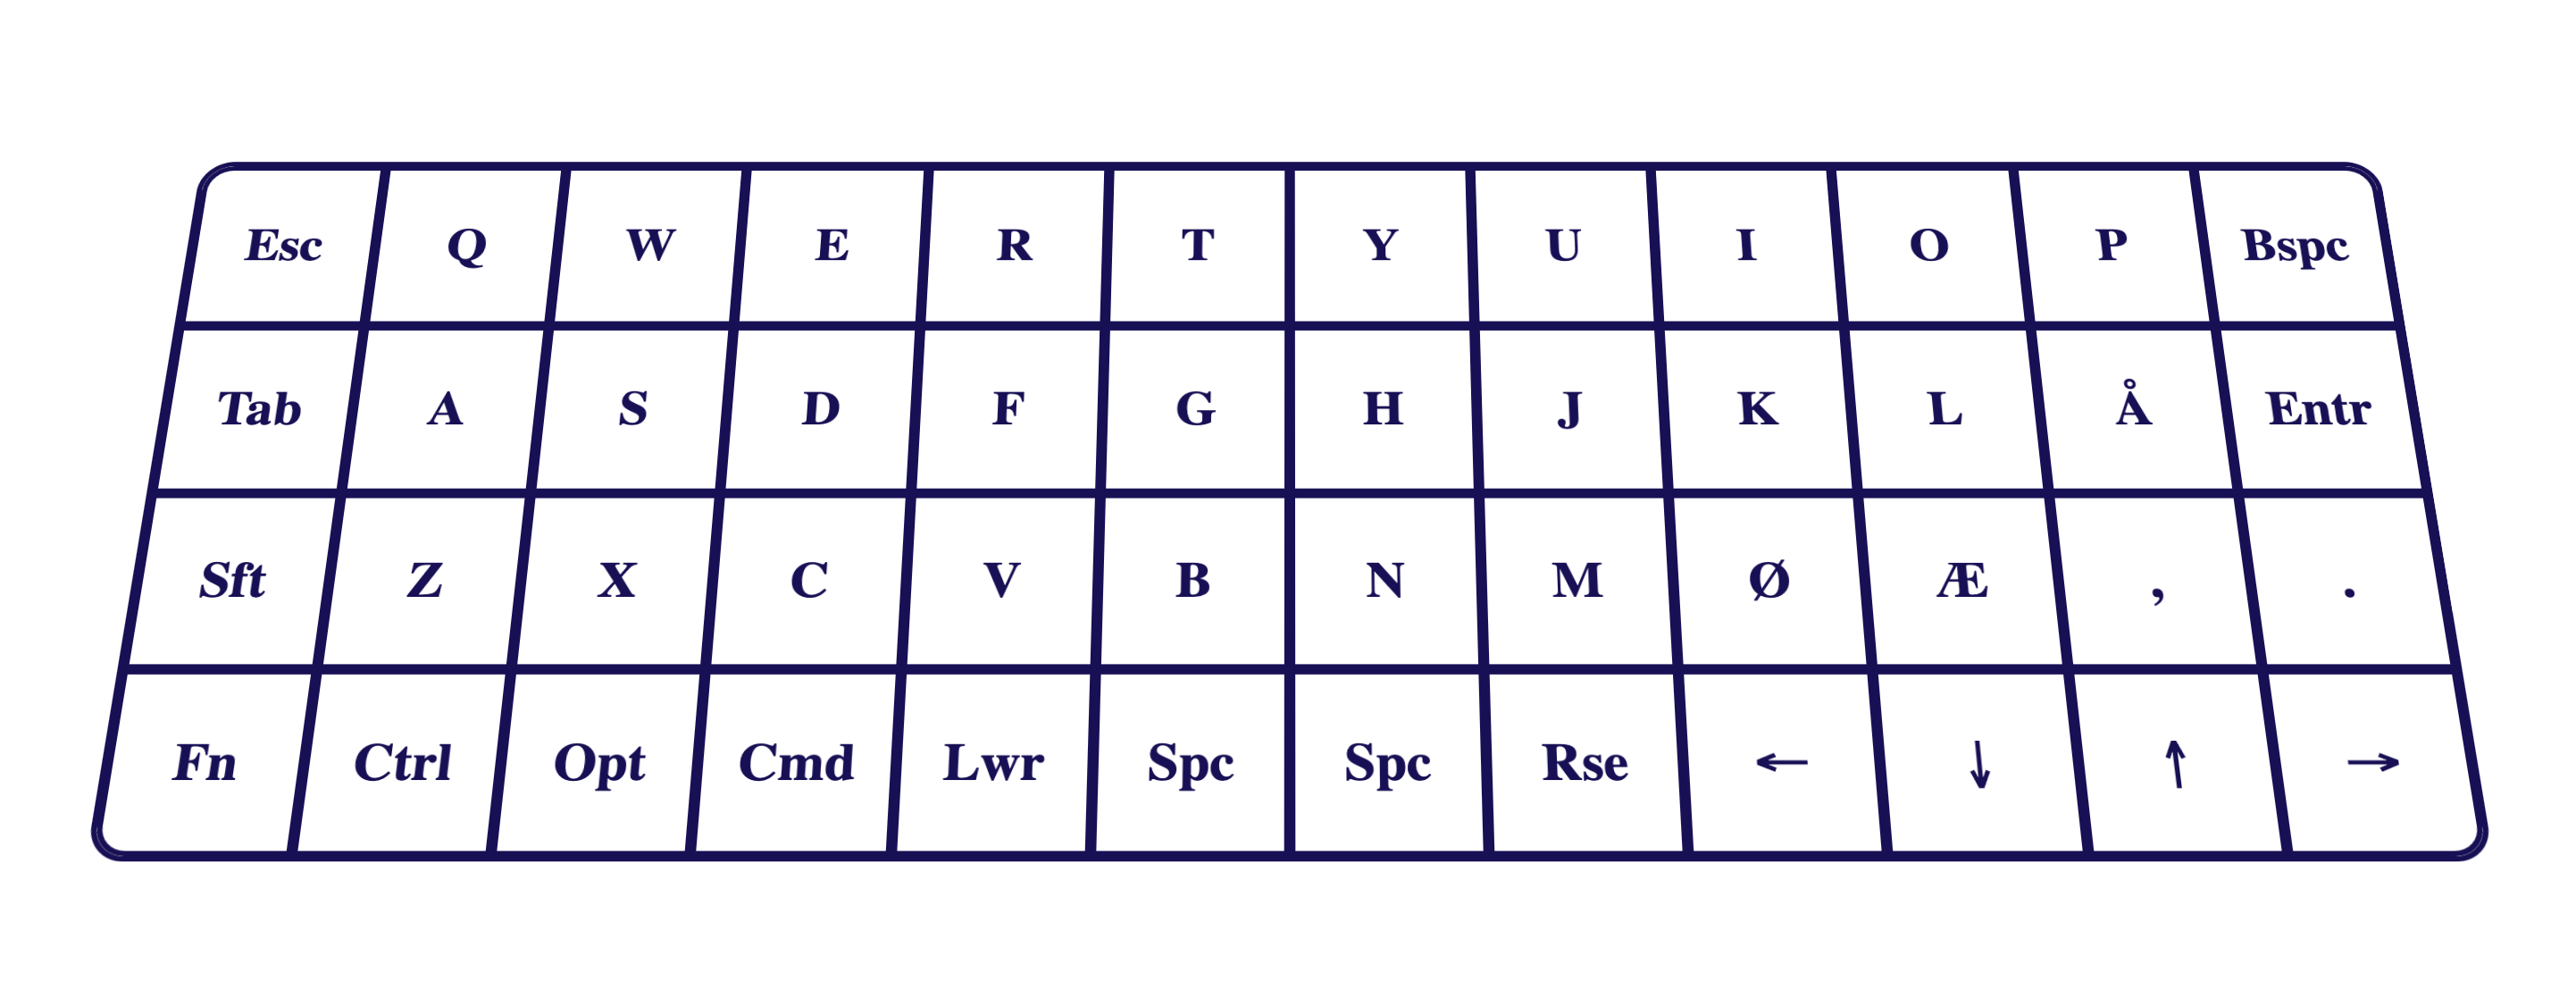 Esc Q W E R T Y U I O P Bspc
Tab A S D F G H J K L Å Entr
Sft Z X C V B N M Ø Æ , .
Fn Ctrl Opt Cmd Lwr Spc Spc Rse ← ↓ ↑ →